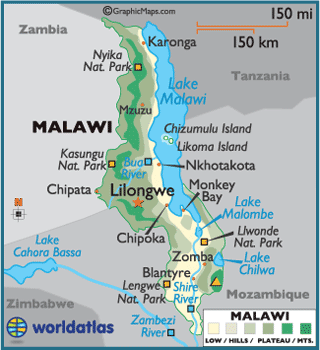 ©GraphicMaps.com
150 mi
150 km
Zambia
Karonga
Nyika
Nat. Park
Lake
Malawi
Tanzania
Mzuzu
MALAWI
Chizumulu Island
Likoma Island
Kasungu
Nat. Park
Bua
River
Nkhotakota
Chipata
Lilongwe
Monkey
Bay
Lake
Malombe
Chipoka
Liwonde
Nat. Park
Lake
Cahora Bassa
Zomba
Lake
Chilwa
Blantyre
Lengwe
Nat. Park
Shire
River
Mozambique
Zimbabwe
Zambezi
River
worldatlas
MALAWI
LOW / HILLS / PLATEAU / MTS.